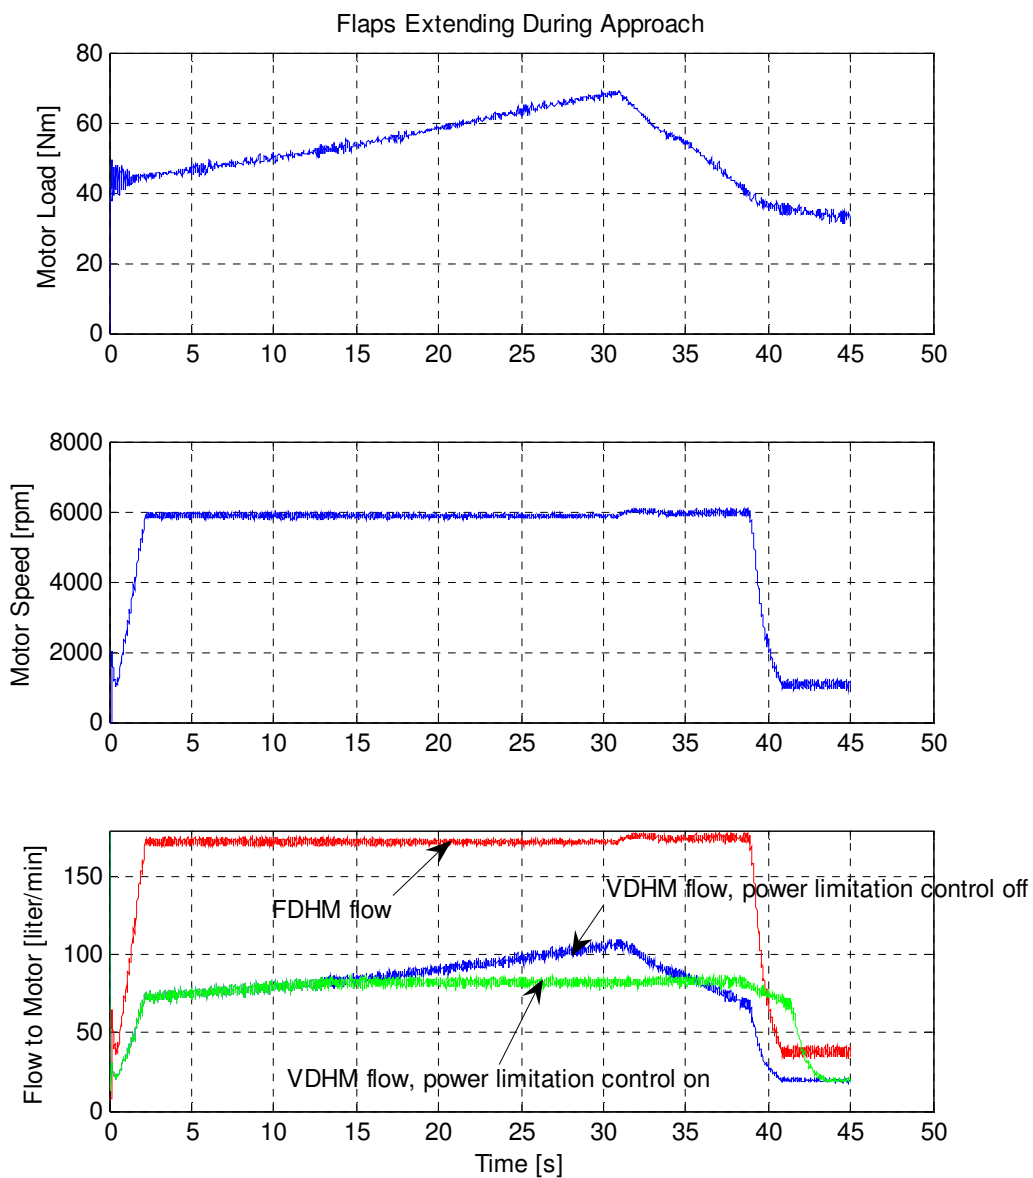 Flaps Extending During Approach
80
60
40
20
0
Motor Load [Nm]
0 5 10 15 20 25 30 35 40 45 50
8000
6000
4000
2000
0
Motor Speed [rpm]
0 5 10 15 20 25 30 35 40 45 50
150
100
50
0
Flow to Motor [liter/min]
VDHM flow, power limitation control off
FDHM flow
VDHM flow, power limitation control on
0 5 10 15 20 25 30 35 40 45 50
Time [s]